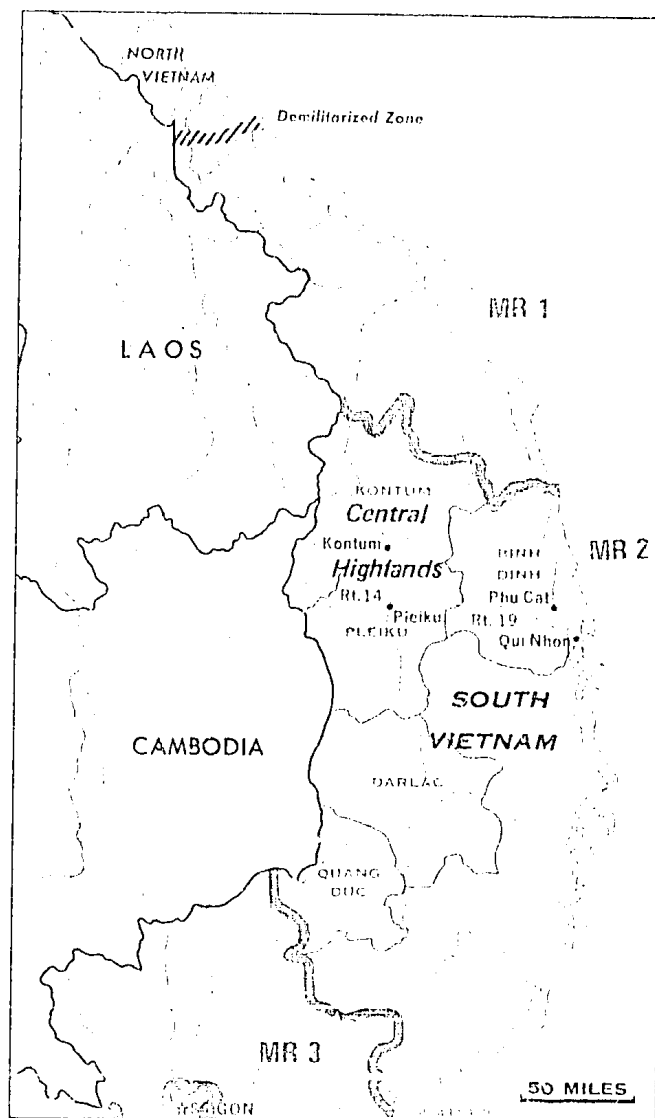 NORTH
VIETNAM
Demilitarized Zone
MR 1
LAOS
KONTUM
Central
Kontum
Highlands
BINH
DINH
MR 2
Rt.14
Pleiku
PLEIKU
Phu Cat
Rt. 19
Qui Nhon
SOUTH
VIETNAM
CAMBODIA
DARLAC
QUANG
DUC
MR 3
SAIGON
50 MILES